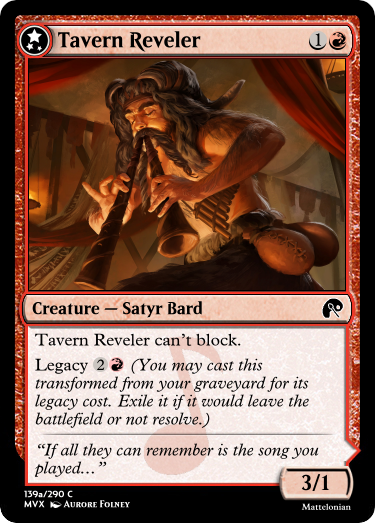 Tavern Reveler 1
Creature — Satyr Bard
Tavern Reveler can’t block.
Legacy 2 (You may cast this
transformed from your graveyard for its
legacy cost. Exile it if it would leave the
battlefield or not resolve.)
“If all they can remember is the song you
played…”
3/1
139a/290 C
MVX Aurore Folney
Mattelonian